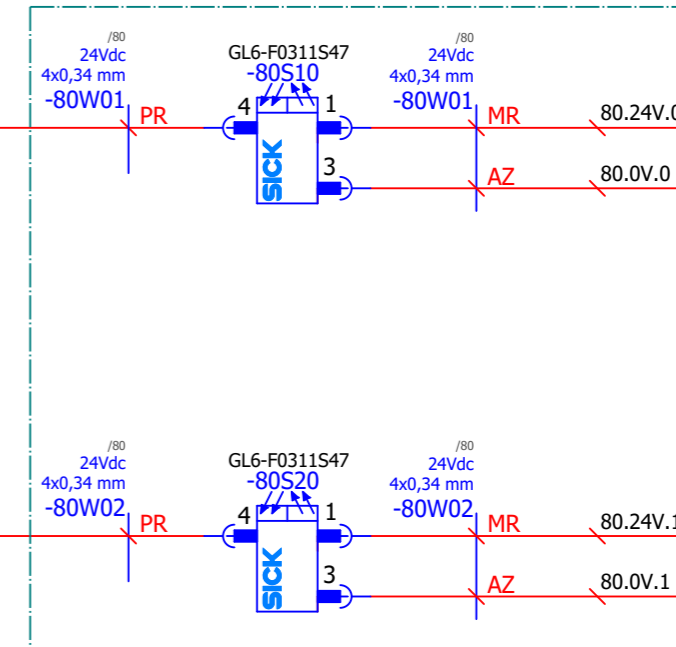 /80
24Vdc
4x0,34 mm
-80W01
PR
GL6-F0311S47
-80S10
4
1
3
SICK
/80
24Vdc
4x0,34 mm
-80W01
MR
80.24V.0
AZ
80.0V.0
/80
24Vdc
4x0,34 mm
-80W02
PR
GL6-F0311S47
-80S20
4
1
3
SICK
/80
24Vdc
4x0,34 mm
-80W02
MR
80.24V.1
AZ
80.0V.1